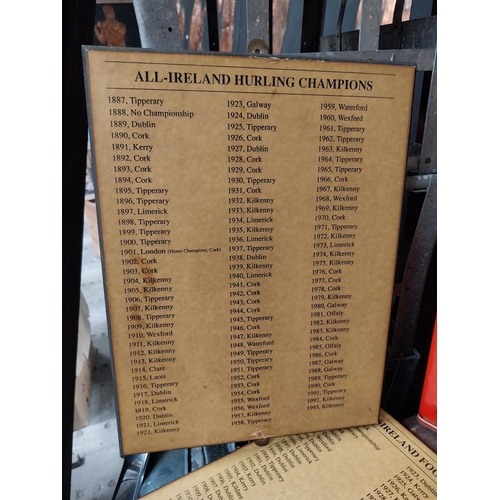 ALL-IRELAND HURLING CHAMPIONS
1887, Tipperary
1888, No Championship
1889, Dublin
1890, Cork
1891, Kerry
1892, Cork
1893, Cork
1894, Cork
1895, Tipperary
1896, Tipperary
1897, Limerick
1898, Tipperary
1899, Tipperary
1900, Tipperary
1901, London (Home Champions, Cork)
1902, Cork
1903, Cork
1904, Kilkenny
1905, Kilkenny
1906, Tipperary
1907, Kilkenny
1908, Tipperary
1909, Kilkenny
1910, Wexford
1911, Kilkenny
1912, Kilkenny
1913, Kilkenny
1914, Clare
1915, Laois
1916, Tipperary
1917, Dublin
1918, Limerick
1919, Cork
1920, Dublin
1921, Limerick
1922, Kilkenny
1923, Galway
1924, Dublin
1925, Tipperary
1926, Cork
1927, Dublin
1928, Cork
1929, Cork
1930, Tipperary
1931, Cork
1932, Kilkenny
1933, Kilkenny
1934, Limerick
1935, Kilkenny
1936, Limerick
1937, Tipperary
1938, Dublin
1939, Kilkenny
1940, Limerick
1941, Cork
1942, Cork
1943, Cork
1944, Cork
1945, Tipperary
1946, Cork
1947, Kilkenny
1948, Waterford
1949, Tipperary
1950, Tipperary
1951, Tipperary
1952, Cork
1953, Cork
1954, Cork
1955, Wexford
1956, Wexford
1957, Kilkenny
1958, Tipperary
1959, Waterford
1960, Wexford
1961, Tipperary
1962, Tipperary
1963, Kilkenny
1964, Tipperary
1965, Tipperary
1966, Cork
1967, Kilkenny
1968, Wexford
1969, Kilkenny
1970, Cork
1971, Tipperary
1972, Kilkenny
1973, Limerick
1974, Kilkenny
1975, Kilkenny
1976, Cork
1977, Cork
1978, Cork
1979, Kilkenny
1980, Galway
1981, Offaly
1982, Kilkenny
1983, Kilkenny
1984, Cork
1985, Offaly
1986, Cork
1987, Galway
1988, Galway
1989, Tipperary
1990, Cork
1991, Tipperary
1992, Kilkenny
1993, Kilkenny